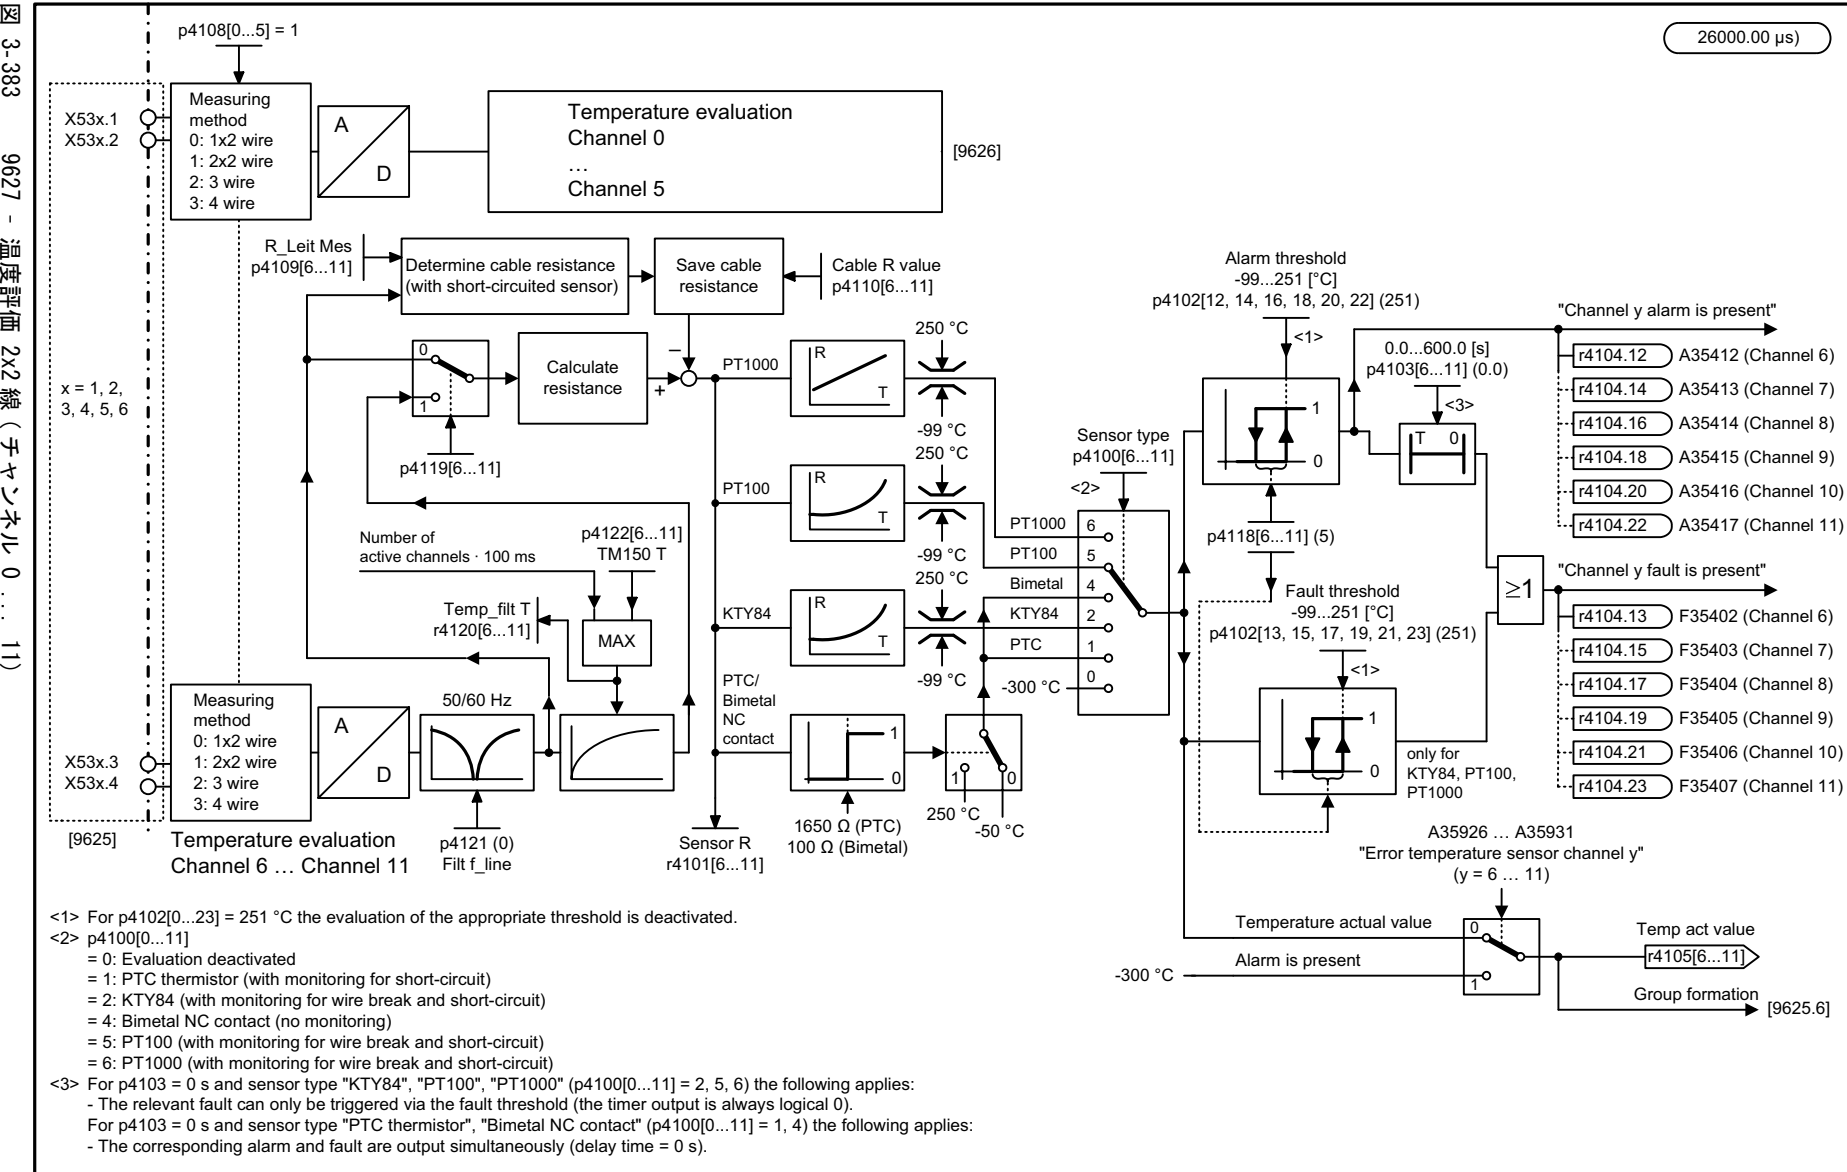 図 3-383 9627 - 温度評価 2x2 線 (チャンネル 0 ... 11)
p4108[0...5] = 1
26000.00 µs)
X53x.1
X53x.2
Measuring
method
0: 1x2 wire
1: 2x2 wire
2: 3 wire
3: 4 wire
A
D
Temperature evaluation
Channel 0
...
Channel 5
[9626]
R_Leit Mes
p4109[6...11]
Determine cable resistance
(with short-circuited sensor)
Save cable
resistance
Cable R value
p4110[6...11]
x = 1, 2,
3, 4, 5, 6
0
1
p4119[6...11]
Calculate
resistance
–
+
PT1000
R
T
250 °C
-99 °C
PT100
R
T
250 °C
-99 °C
KTY84
R
T
250 °C
-99 °C
Number of
active channels · 100 ms
p4122[6...11]
TM150 T
Temp_filt T
r4120[6...11]
MAX
X53x.3
X53x.4
[9625]
Measuring
method
0: 1x2 wire
1: 2x2 wire
2: 3 wire
3: 4 wire
A
D
50/60 Hz
p4121 (0)
Filt f_line
Temperature evaluation
Channel 6 ... Channel 11
PTC/
Bimetal
NC
contact
Sensor R
r4101[6...11]
1
0
1650 Ω (PTC)
100 Ω (Bimetal)
1
0
250 °C
-50 °C
Sensor type
p4100[6...11]
<2>
PT1000
6
PT100
5
Bimetal
4
KTY84
2
PTC
1
-300 °C
0
Alarm threshold
-99...251 [°C]
p4102[12, 14, 16, 18, 20, 22] (251)
<1>
1
0
p4118[6...11] (5)
0.0...600.0 [s]
p4103[6...11] (0.0)
<3>
T
0
Fault threshold
-99...251 [°C]
p4102[13, 15, 17, 19, 21, 23] (251)
<1>
1
0
only for
KTY84, PT100,
PT1000
≥1
"Channel y alarm is present"
r4104.12 A35412 (Channel 6)
r4104.14 A35413 (Channel 7)
r4104.16 A35414 (Channel 8)
r4104.18 A35415 (Channel 9)
r4104.20 A35416 (Channel 10)
r4104.22 A35417 (Channel 11)
"Channel y fault is present"
r4104.13 F35402 (Channel 6)
r4104.15 F35403 (Channel 7)
r4104.17 F35404 (Channel 8)
r4104.19 F35405 (Channel 9)
r4104.21 F35406 (Channel 10)
r4104.23 F35407 (Channel 11)
A35926 ... A35931
"Error temperature sensor channel y"
(y = 6 ... 11)
Temperature actual value
0
-300 °C
Alarm is present
1
Temp act value
r4105[6...11]
Group formation
[9625.6]
<1> For p4102[0...23] = 251 °C the evaluation of the appropriate threshold is deactivated.
<2> p4100[0...11]
= 0: Evaluation deactivated
= 1: PTC thermistor (with monitoring for short-circuit)
= 2: KTY84 (with monitoring for wire break and short-circuit)
= 4: Bimetal NC contact (no monitoring)
= 5: PT100 (with monitoring for wire break and short-circuit)
= 6: PT1000 (with monitoring for wire break and short-circuit)
<3> For p4103 = 0 s and sensor type "KTY84", "PT100", "PT1000" (p4100[0...11] = 2, 5, 6) the following applies:
- The relevant fault can only be triggered via the fault threshold (the timer output is always logical 0).
For p4103 = 0 s and sensor type "PTC thermistor", "Bimetal NC contact" (p4100[0...11] = 1, 4) the following applies:
- The corresponding alarm and fault are output simultaneously (delay time = 0 s).